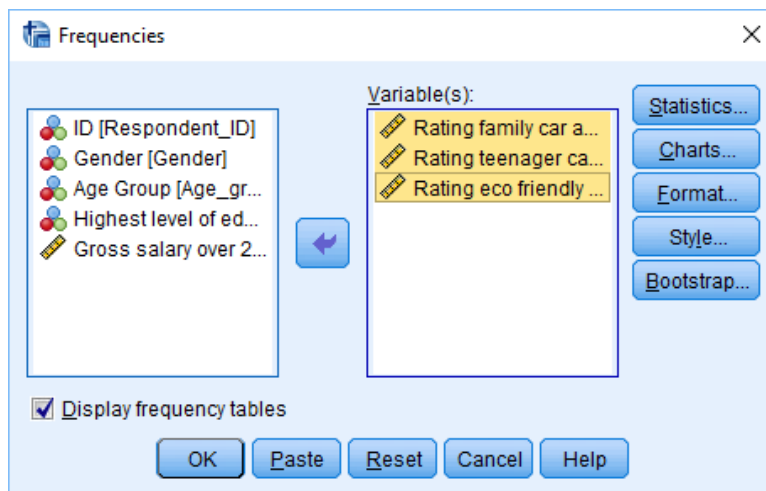 Frequencies
Variable(s):
ID [Respondent_ID]
Gender [Gender]
Age Group [Age_gr...
Highest level of ed...
Gross salary over 2...
Rating family car a...
Rating teenager ca...
Rating eco friendly ...
Statistics...
Charts...
Format...
Style...
Bootstrap...
Display frequency tables
OK Paste Reset Cancel Help